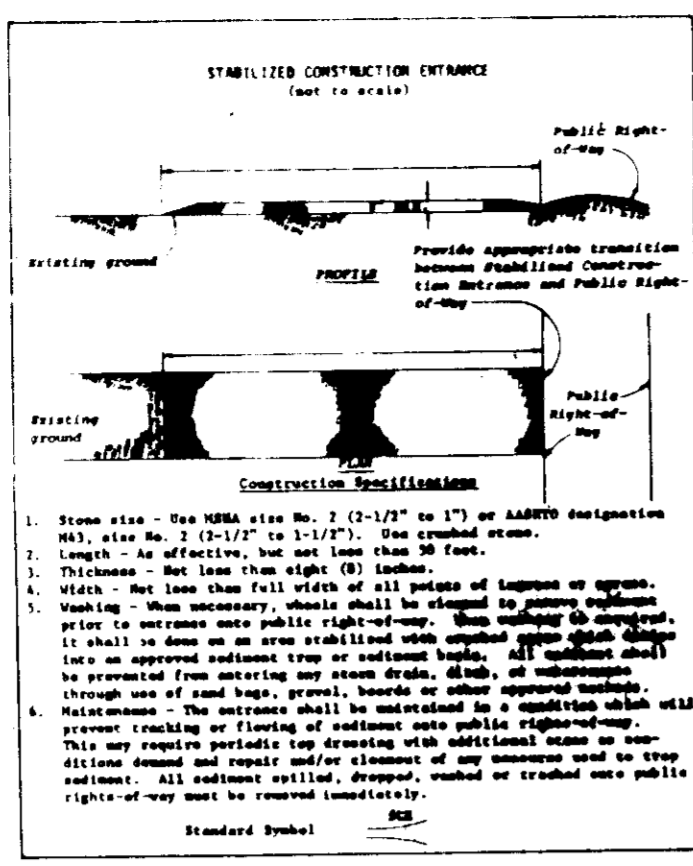 STABILIZED CONSTRUCTION ENTRANCE
(not to scale)
Public Right-
of-Way
Existing ground
PROFILE
Provide appropriate transition
between Stabilized Construc-
tion Entrance and Public Right-
of-Way
Existing
ground
Public
Right-of-
Way
PLAN
Construction Specifications
1. Stone size - Use size No. 2 (2-1/2" to 1") or AASHTO designation
M43, size No. 2 (2-1/2" to 1-1/2"). Use crushed stone.
2. Length - As effective, but not less than feet.
3. Thickness - Not less than eight (8) inches.
4. Width - Not less than full width of all points of ingress or egress.
5. Washing - When necessary, wheels shall be cleaned to remove sediment
prior to entrance onto public right-of-way. When washing is required,
it shall be done on an area stabilized with crushed stone which drains
into an approved sediment trap or sediment basin. All sediment shall
be prevented from entering any storm drain, ditch, or watercourse
through use of sand bags, gravel, boards or other approved methods.
6. Maintenance - The entrance shall be maintained in a condition which will
prevent tracking or flowing of sediment onto public rights-of-way.
This may require periodic top dressing with additional stone as con-
ditions demand and repair and/or cleanout of any measures used to trap
sediment. All sediment spilled, dropped, washed or tracked onto public
rights-of-way must be removed immediately.
Standard Symbol
SCE